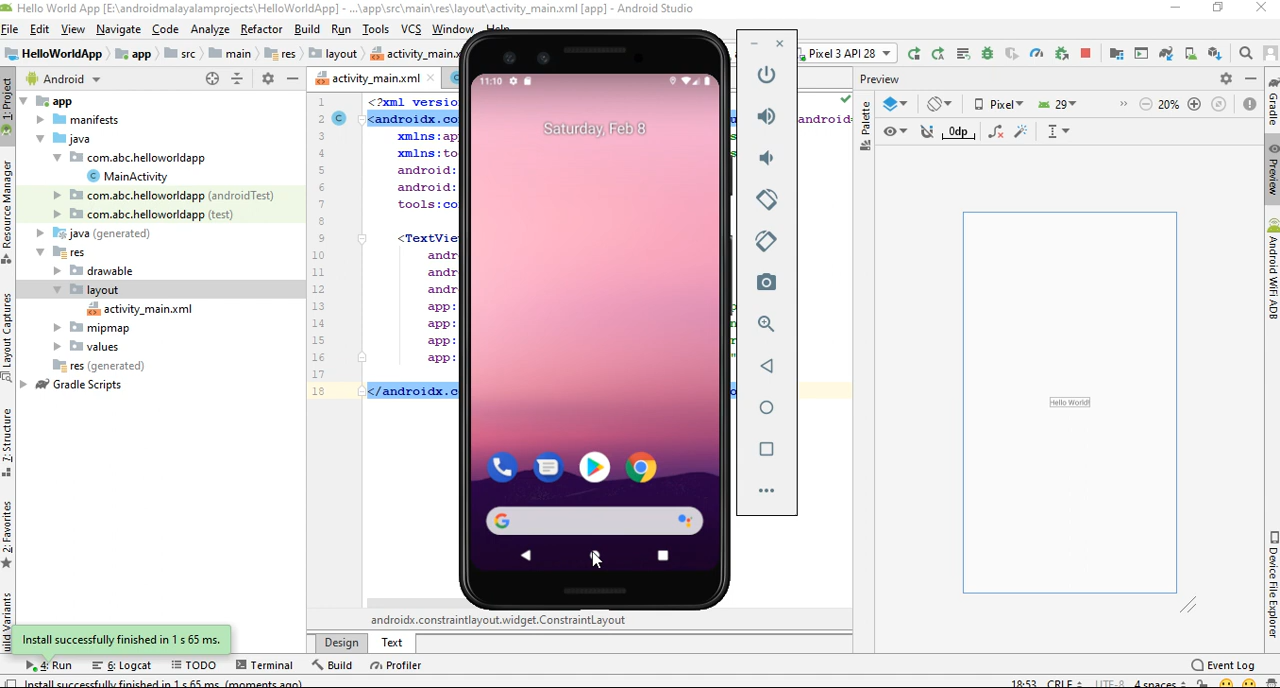 Hello World App [E:\androidmalayalamprojects\HelloWorldApp] - ...\app\src\main\res\layout\activity_main.xml [app] - Android Studio
File Edit View Navigate Code Analyze Refactor Build Run Tools VCS Window Help
HelloWorldApp app src main res layout activity_main.x
Pixel 3 API 28
Android
activity_main.xml
Preview
1: Project
Resource Manager
Layout Captures
7: Structure
2: Favorites
uild Variants
app
manifests
java
com.abc.helloworldapp
MainActivity
com.abc.helloworldapp (androidTest)
com.abc.helloworldapp (test)
java (generated)
res
drawable
layout
activity_main.xml
mipmap
values
res (generated)
Gradle Scripts
1 <?xml versio
2 <androidx.co
android
3 xmlns:ap
4 xmlns:to
5 android:
6 android:
7 tools:co
8
9 <TextVie
10 andr
11 andr
12 andr
13 app:
14 app:
15 app:
16 app:
17
18 </androidx.c
11:10
Saturday, Feb 8
Palette
Pixel
29
20%
0dp
Hello World!
Gradle
Preview
Android WiFi ADB
Device File Explorer
androidx.constraintlayout.widget.ConstraintLayout
Design Text
Install successfully finished in 1 s 65 ms.
4: Run 6: Logcat TODO Terminal Build Profiler
Event Log
Install successfully finished in 1 s 65 ms. (moments ago)
18:53 CRLF UTF-8 4 spaces